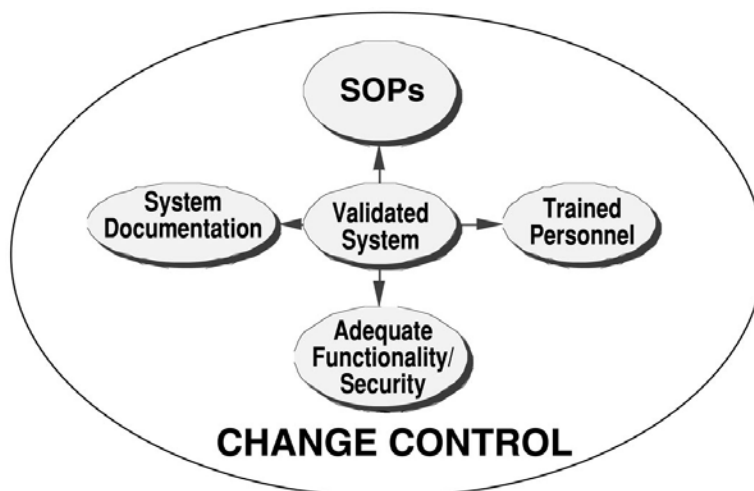 SOPs
System
Documentation
Validated
System
Trained
Personnel
Adequate
Functionality/
Security
CHANGE CONTROL